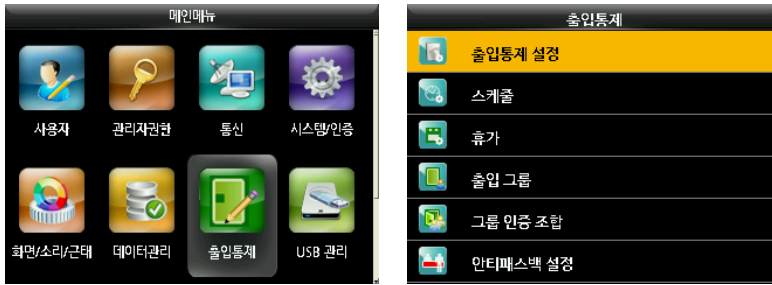 메인메뉴
사용자
관리자권한
통신
시스템/인증
화면/소리/근태
데이터관리
출입통제
USB 관리
출입통제
출입통제 설정
스케줄
휴가
출입 그룹
그룹 인증 조합
안티패스백 설정